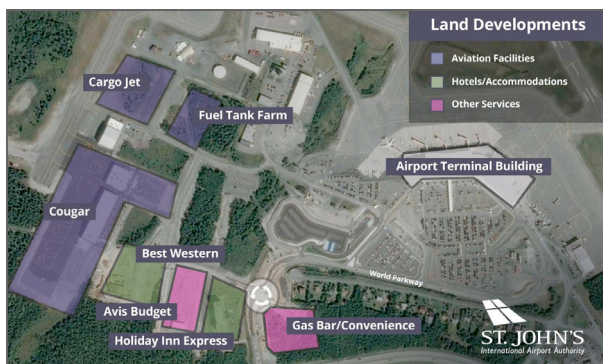 Land Developments
Aviation Facilities
Hotels/Accommodations
Other Services
Cargo Jet
Fuel Tank Farm
Airport Terminal Building
Cougar
Best Western
World Parkway
Avis Budget
Holiday Inn Express
Gas Bar/Convenience
ST. JOHN'S
International Airport Authority